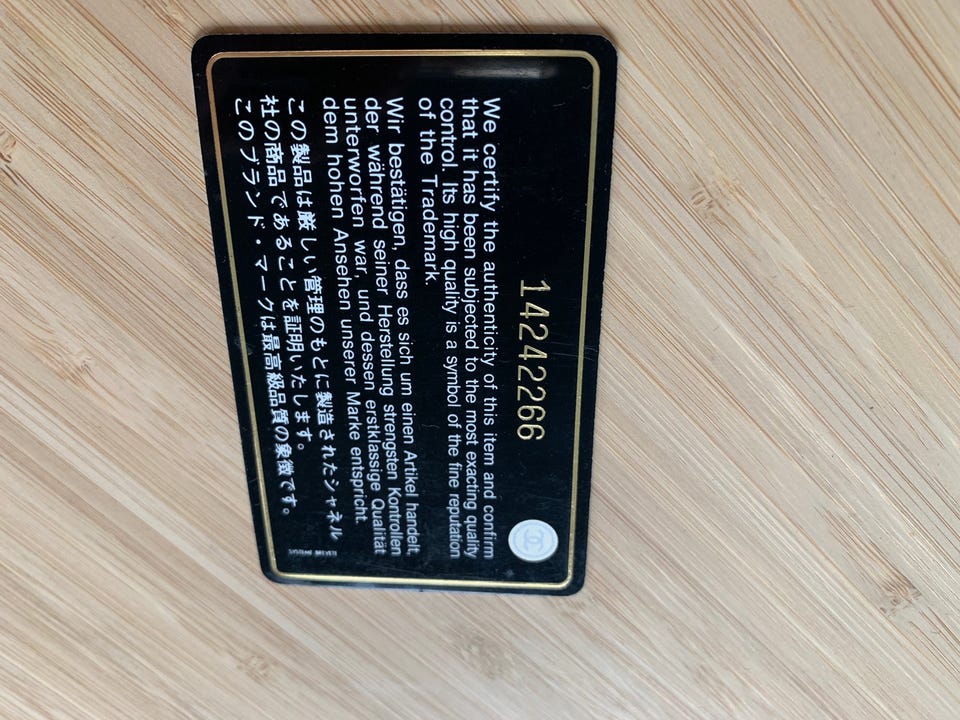 14242266
We certify the authenticity of this item and confirm
that it has been subjected to the most exacting quality
control. Its high quality is a symbol of the fine reputation
of the Trademark.
Wir bestätigen, dass es sich um einen Artikel handelt,
der während seiner Herstellung strengsten Kontrollen
unterworfen war, und dessen erstklassige Qualität
dem hohen Ansehen unserer Marke entspricht.
この製品は厳しい管理のもとに製造されたシャネル
社の商品であることを証明いたします。
このブランド・マークは最高級品質の象徴です。
SYSTEME BREVETE